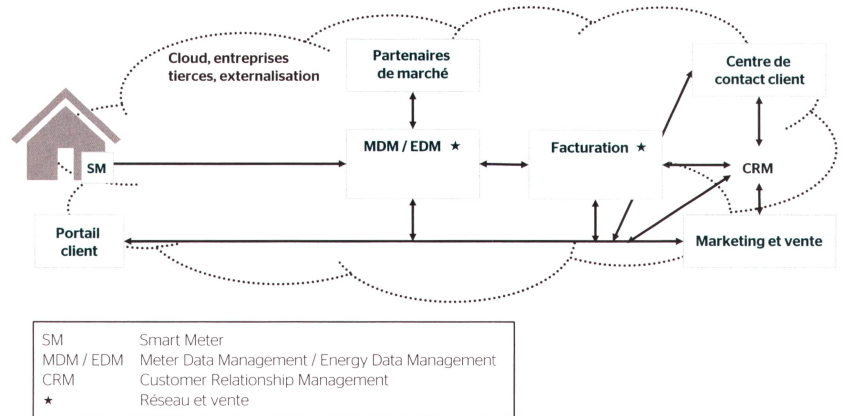 Cloud, entreprises
tierces, externalisation
Partenaires
de marché
Centre de
contact client
MDM / EDM ★
Facturation ★
SM
CRM
Portail
client
Marketing et vente
SM Smart Meter
MDM / EDM Meter Data Management / Energy Data Management
CRM Customer Relationship Management
★ Réseau et vente